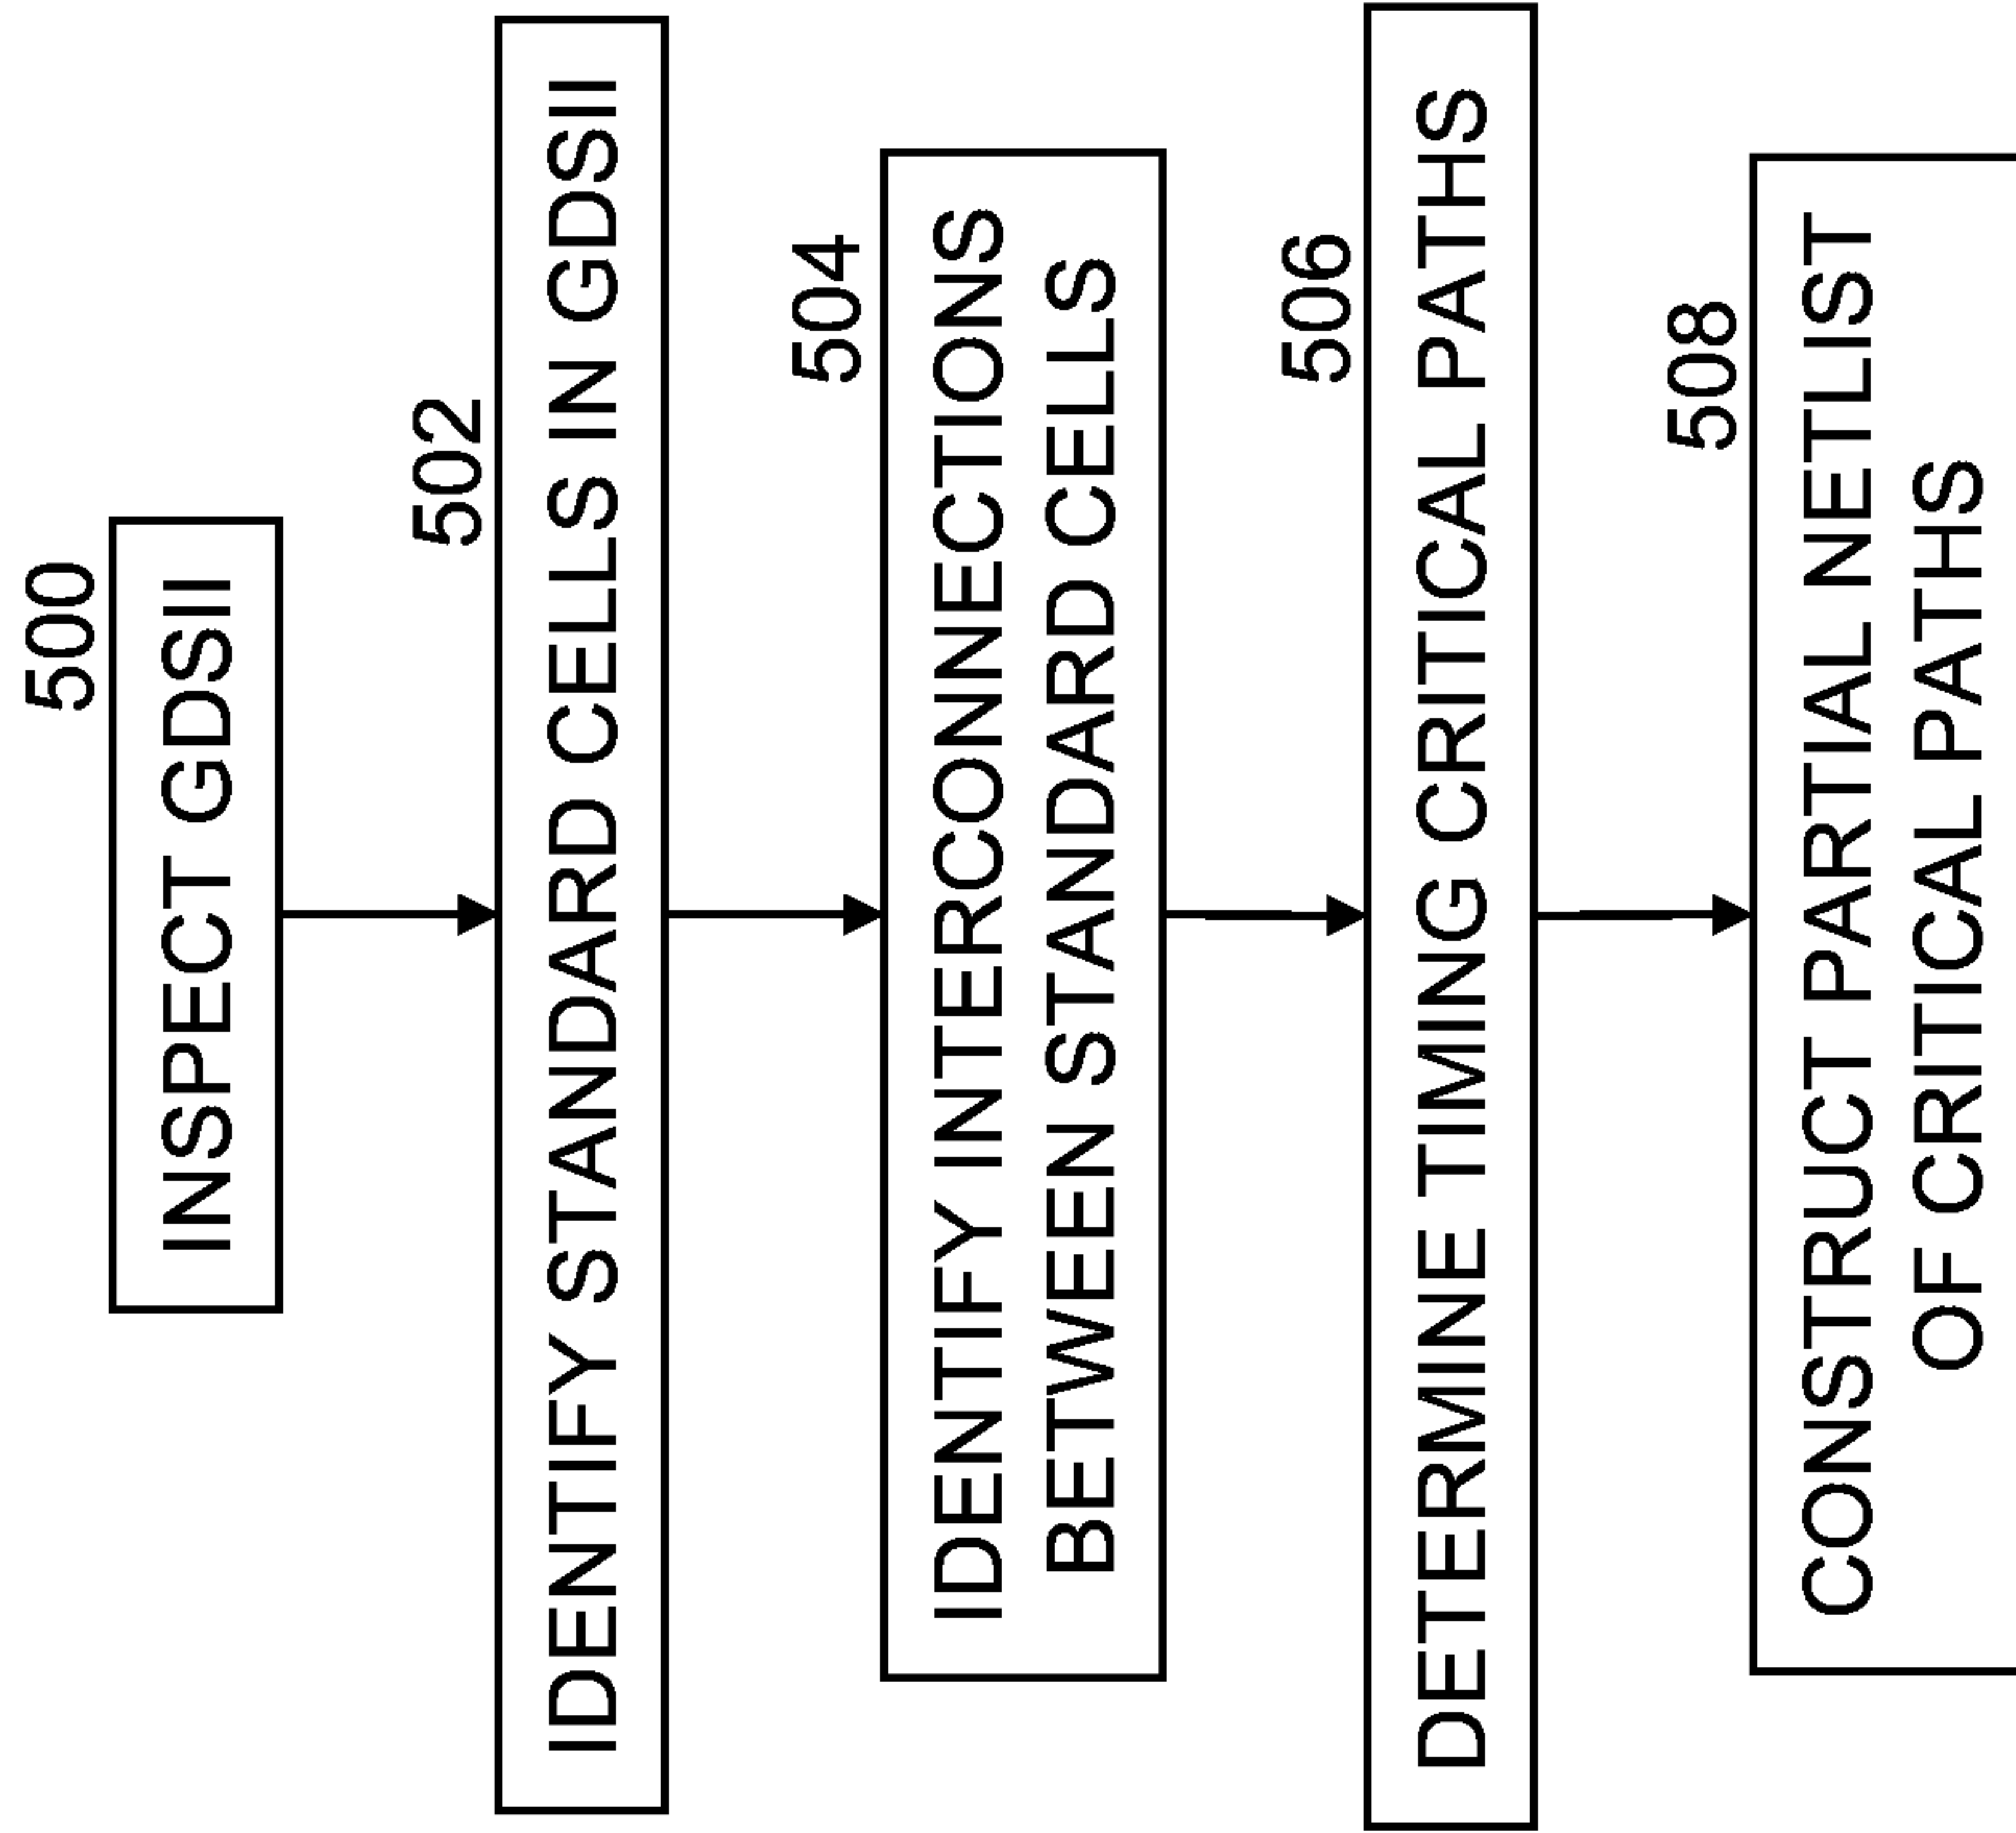 500
INSPECT GDSII
502
IDENTIFY STANDARD CELLS IN GDSII
504
IDENTIFY INTERCONNECTIONS
BETWEEN STANDARD CELLS
506
DETERMINE TIMING CRITICAL PATHS
508
CONSTRUCT PARTIAL NETLIST
OF CRITICAL PATHS